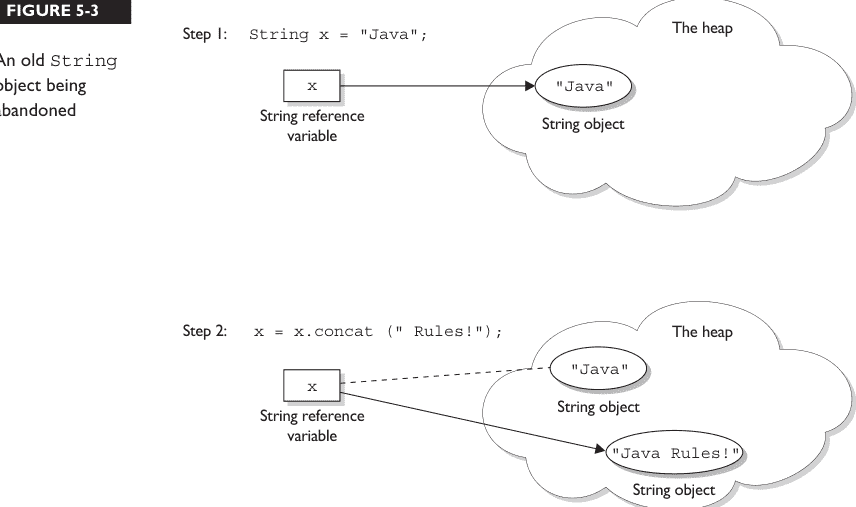 FIGURE 5-3
An old String
object being
abandoned
Step 1: String x = "Java";
The heap
x
"Java"
String reference
variable
String object
Step 2: x = x.concat (" Rules!");
The heap
x
"Java"
String reference
variable
String object
"Java Rules!"
String object